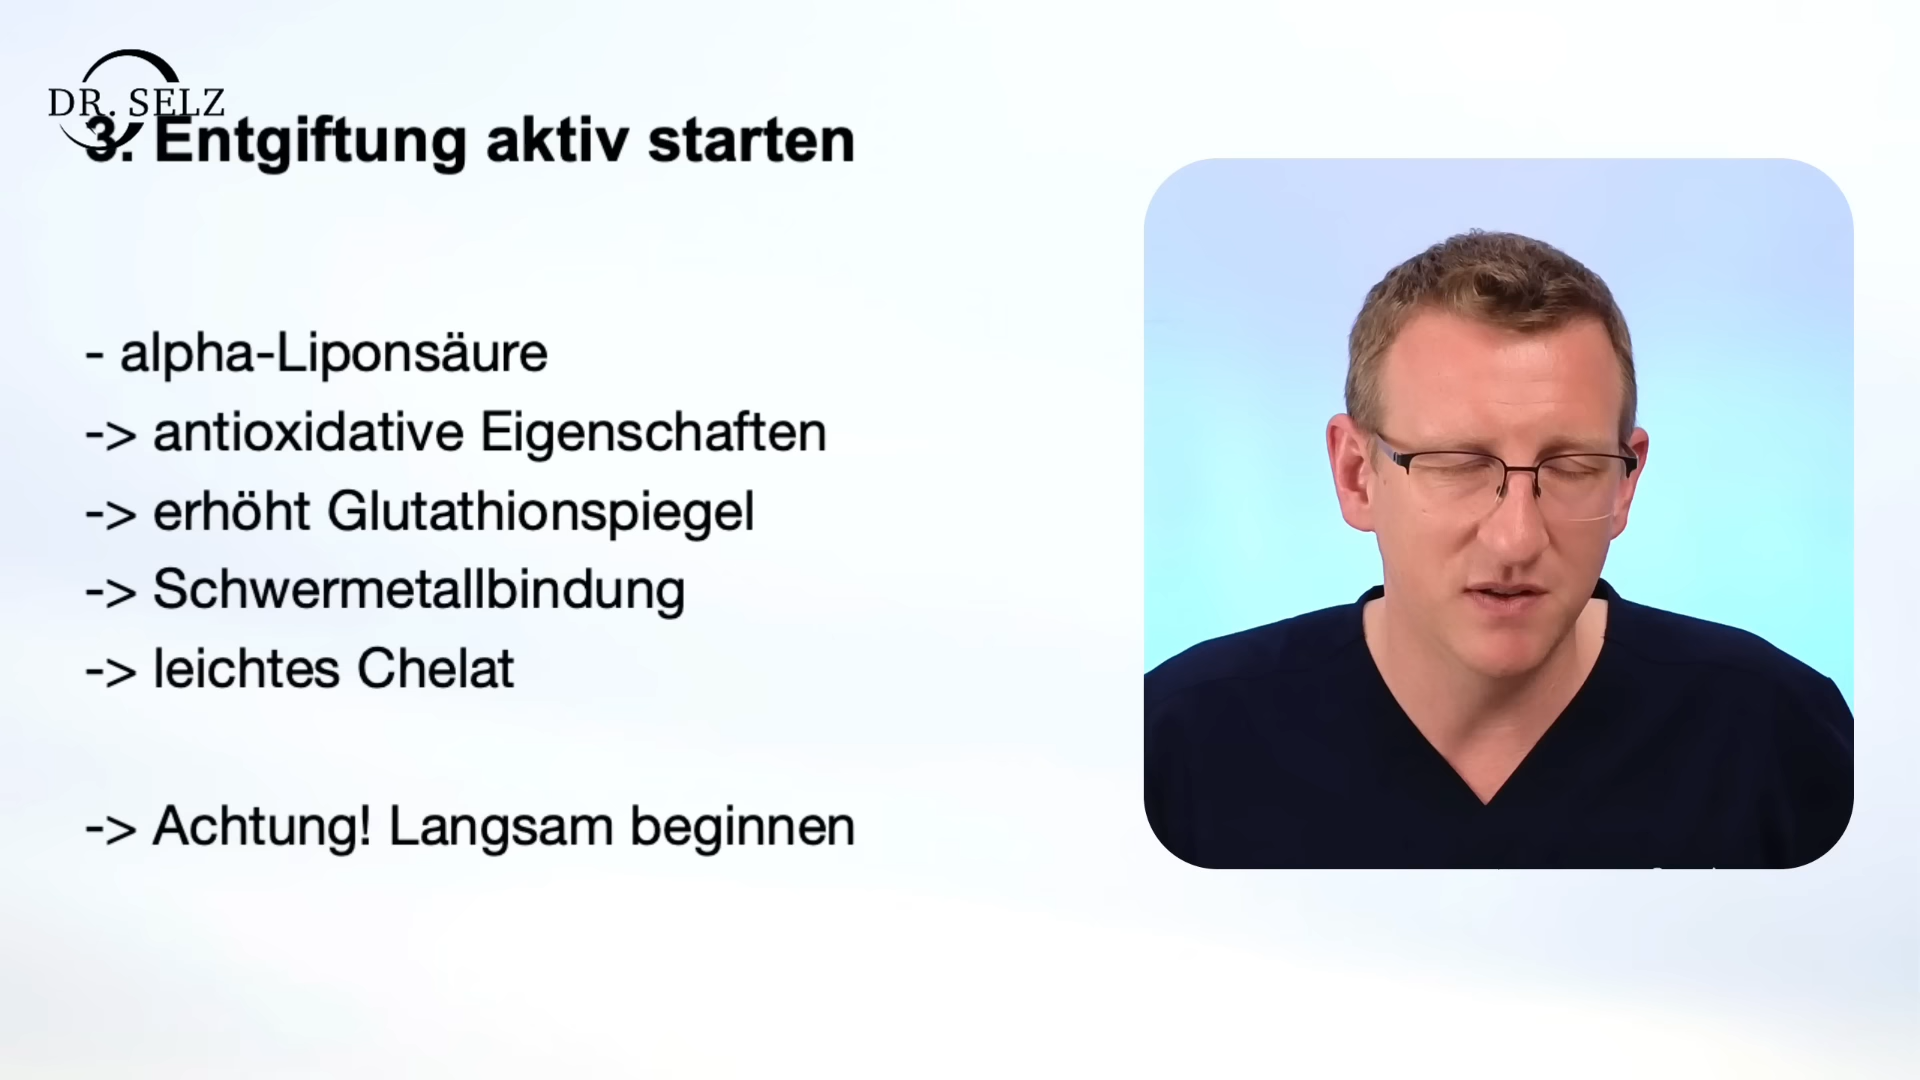 DR. SELZ
3. Entgiftung aktiv starten
- alpha-Liponsäure
-> antioxidative Eigenschaften
-> erhöht Glutathionspiegel
-> Schwermetallbindung
-> leichtes Chelat
-> Achtung! Langsam beginnen